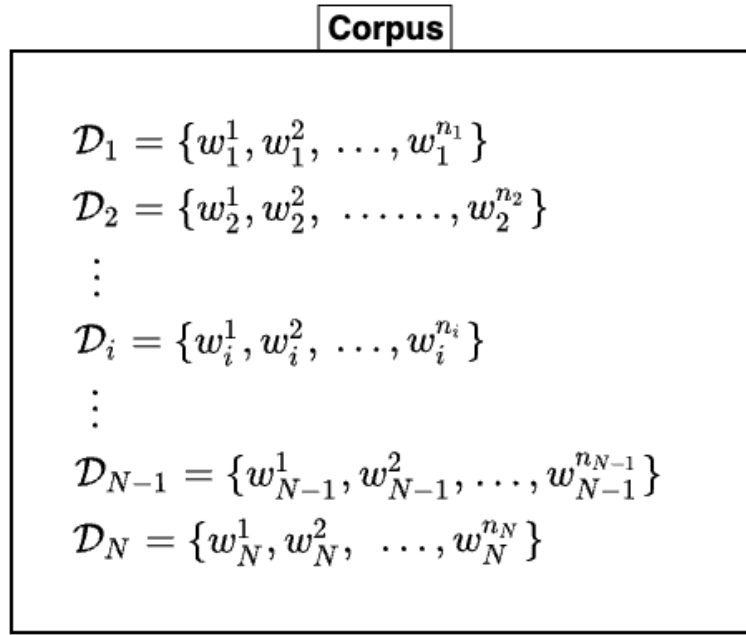 Corpus
𝒟₁ = {w₁¹, w₁², …, w₁^{n₁}}
𝒟₂ = {w₂¹, w₂², ……, w₂^{n₂}}
⋮
𝒟ᵢ = {wᵢ¹, wᵢ², …, wᵢ^{nᵢ}}
⋮
𝒟_{N−1} = {w_{N−1}¹, w_{N−1}², …, w_{N−1}^{n_{N−1}}}
𝒟_N = {w_N¹, w_N², …, w_N^{n_N}}